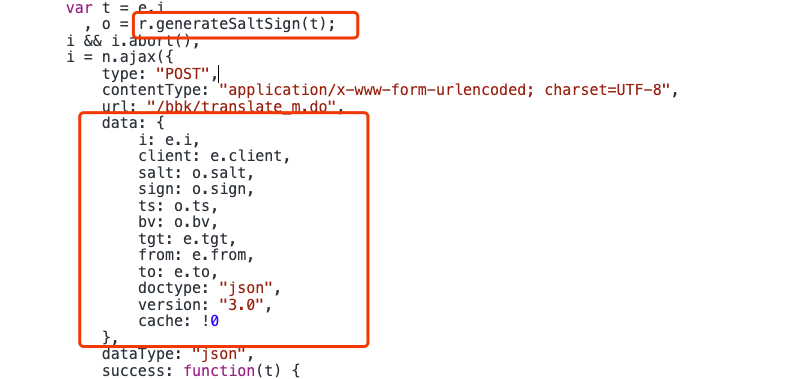 var t = e.i
, o = r.generateSaltSign(t);
i && i.abort(),
i = n.ajax({
type: "POST",
contentType: "application/x-www-form-urlencoded; charset=UTF-8",
url: "/bbk/translate_m.do",
data: {
i: e.i,
client: e.client,
salt: o.salt,
sign: o.sign,
ts: o.ts,
bv: o.bv,
tgt: e.tgt,
from: e.from,
to: e.to,
doctype: "json",
version: "3.0",
cache: !0
},
dataType: "json",
success: function(t) {